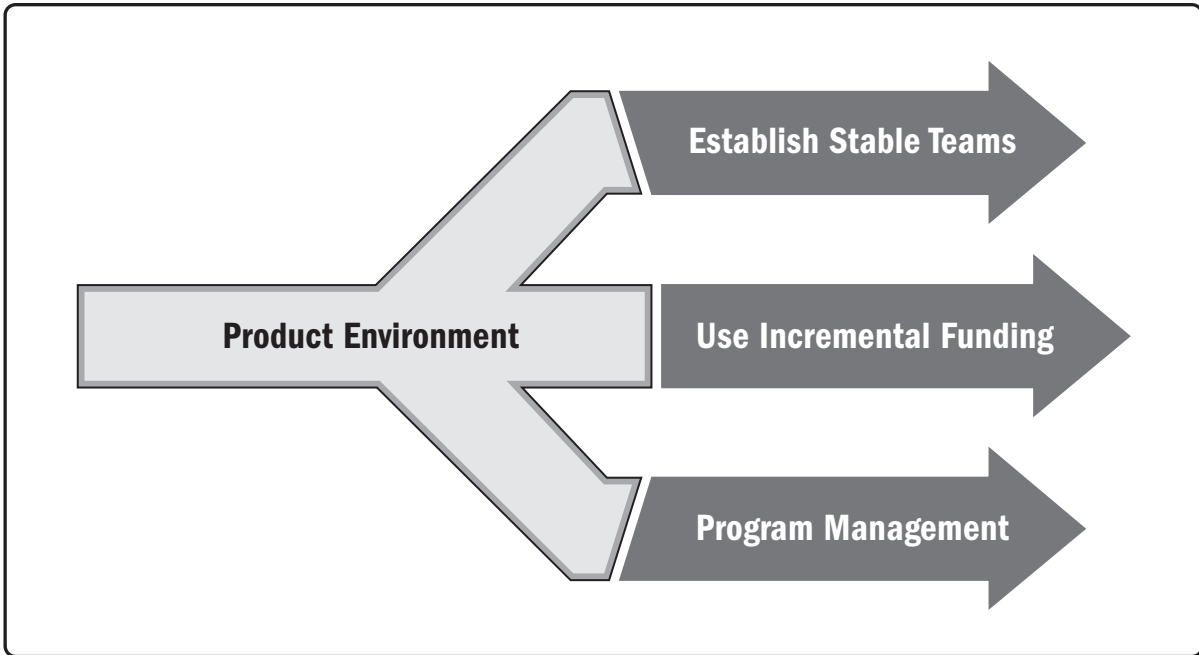 Establish Stable Teams
Product Environment
Use Incremental Funding
Program Management